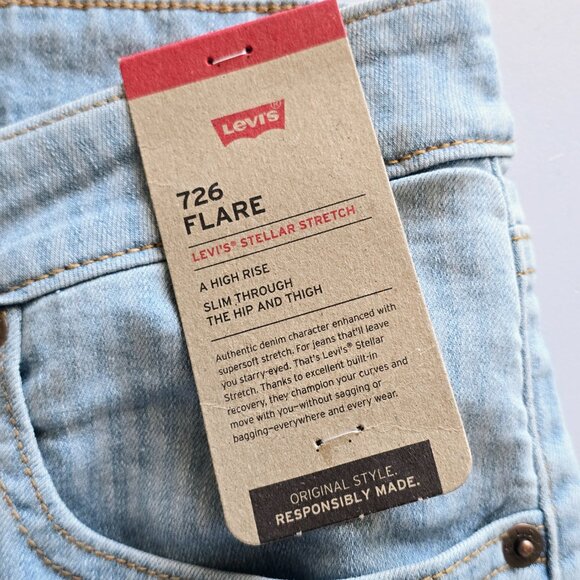 Levi's®
726
FLARE
LEVI'S® STELLAR STRETCH
A HIGH RISE
SLIM THROUGH
THE HIP AND THIGH
Authentic denim character enhanced with
supersoft stretch. For jeans that'll leave
you starry-eyed. That's Levi's® Stellar
Stretch. Thanks to excellent built-in
recovery, they champion your curves and
move with you—without sagging or
bagging—everywhere and every wear.
ORIGINAL STYLE.
RESPONSIBLY MADE.